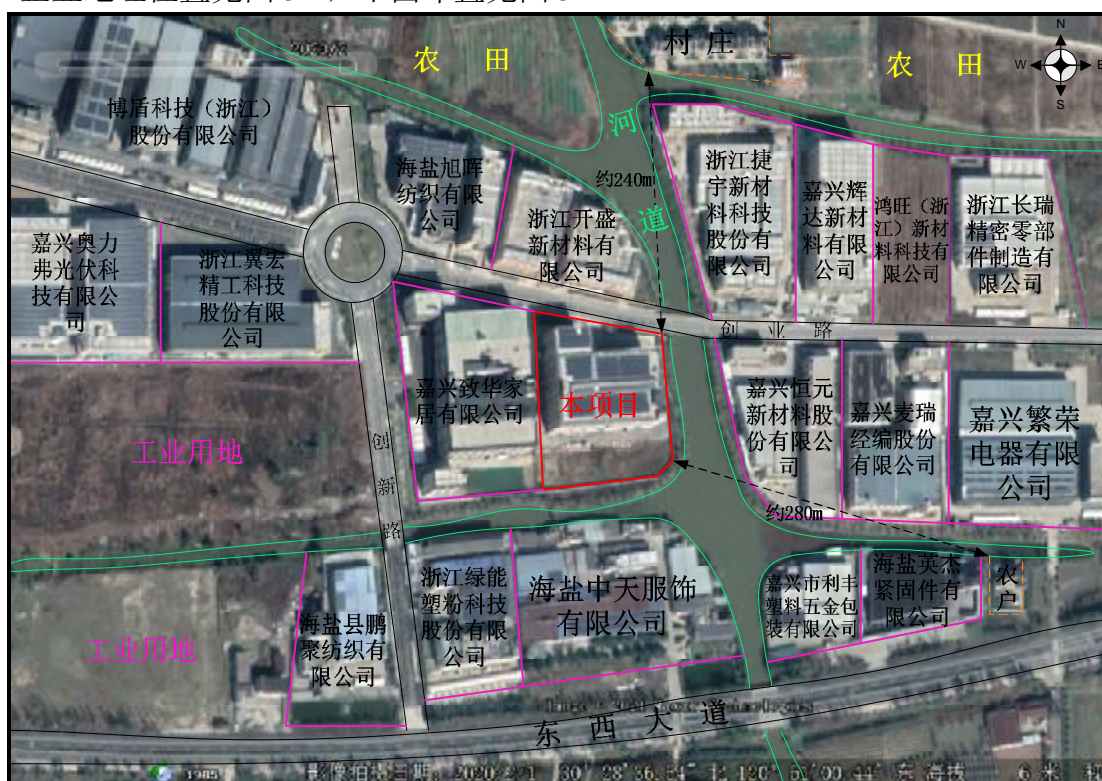 农 田
村 庄
农 田
N
W
E
S
博盾科技（浙江）
股份有限公司
河
道
海盐旭晖
纺织有限
公司
约240m
浙江捷
宇新材
料科技
股份有
限公司
嘉兴辉
达新材
料有限
公司
鸿旺（浙
江）新材
料科技有
限公司
浙江长瑞
精密零部
件制造有
限公司
浙江开盛
新材料有
限公司
嘉兴奥力
弗光伏科
技有限公
司
浙江翼宏
精工科技
股份有限
公司
创 业 路
嘉兴致华家
居有限公司
本项目
嘉兴恒元
新材料股
份有限公
司
嘉兴麦瑞
经编股份
有限公司
嘉兴繁荣
电器有限
公司
工业用地
创
新
路
约280m
海盐县鹏
聚纺织有
限公司
浙江绿能
塑粉科技
股份有限
公司
海盐中天服饰
有限公司
嘉兴市利丰
塑料五金包
装有限公司
海盐英杰
紧固件有
限公司
农
户
工业用地
东 西 大 道
1985
影像拍摄日期: 2020/2/1